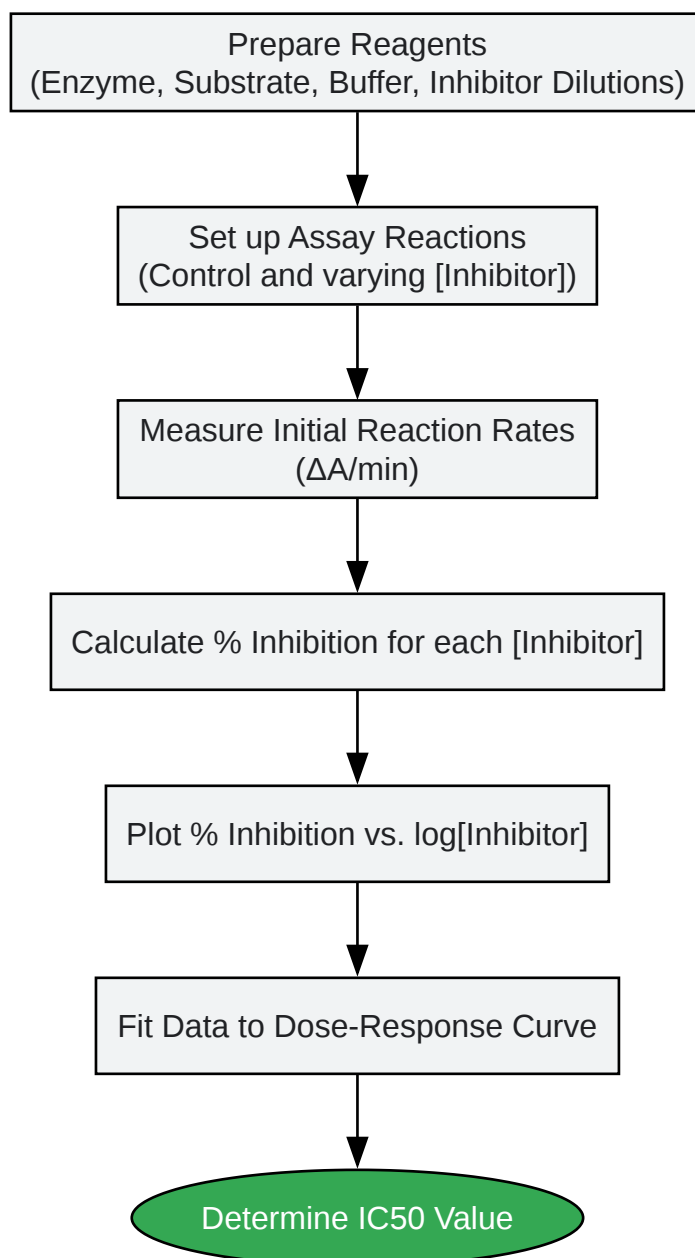 Prepare Reagents
(Enzyme, Substrate, Buffer, Inhibitor Dilutions)
Set up Assay Reactions
(Control and varying [Inhibitor])
Measure Initial Reaction Rates
(ΔA/min)
Calculate % Inhibition for each [Inhibitor]
Plot % Inhibition vs. log[Inhibitor]
Fit Data to Dose-Response Curve
Determine IC50 Value